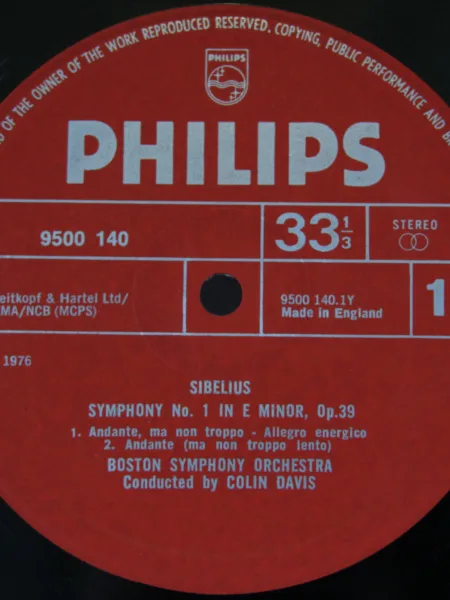 S OF THE OWNER OF THE WORK REPRODUCED RESERVED. COPYING, PUBLIC PERFORMANCE AND BR
PHILIPS
PHILIPS
9500 140
33 1/3
STEREO
eitkopf & Hartel Ltd/
MA/NCB (MCPS)
9500 140.1Y
Made in England
1
1976
SIBELIUS
SYMPHONY No. 1 IN E MINOR, Op.39
1. Andante, ma non troppo - Allegro energico
2. Andante (ma non troppo lento)
BOSTON SYMPHONY ORCHESTRA
Conducted by COLIN DAVIS